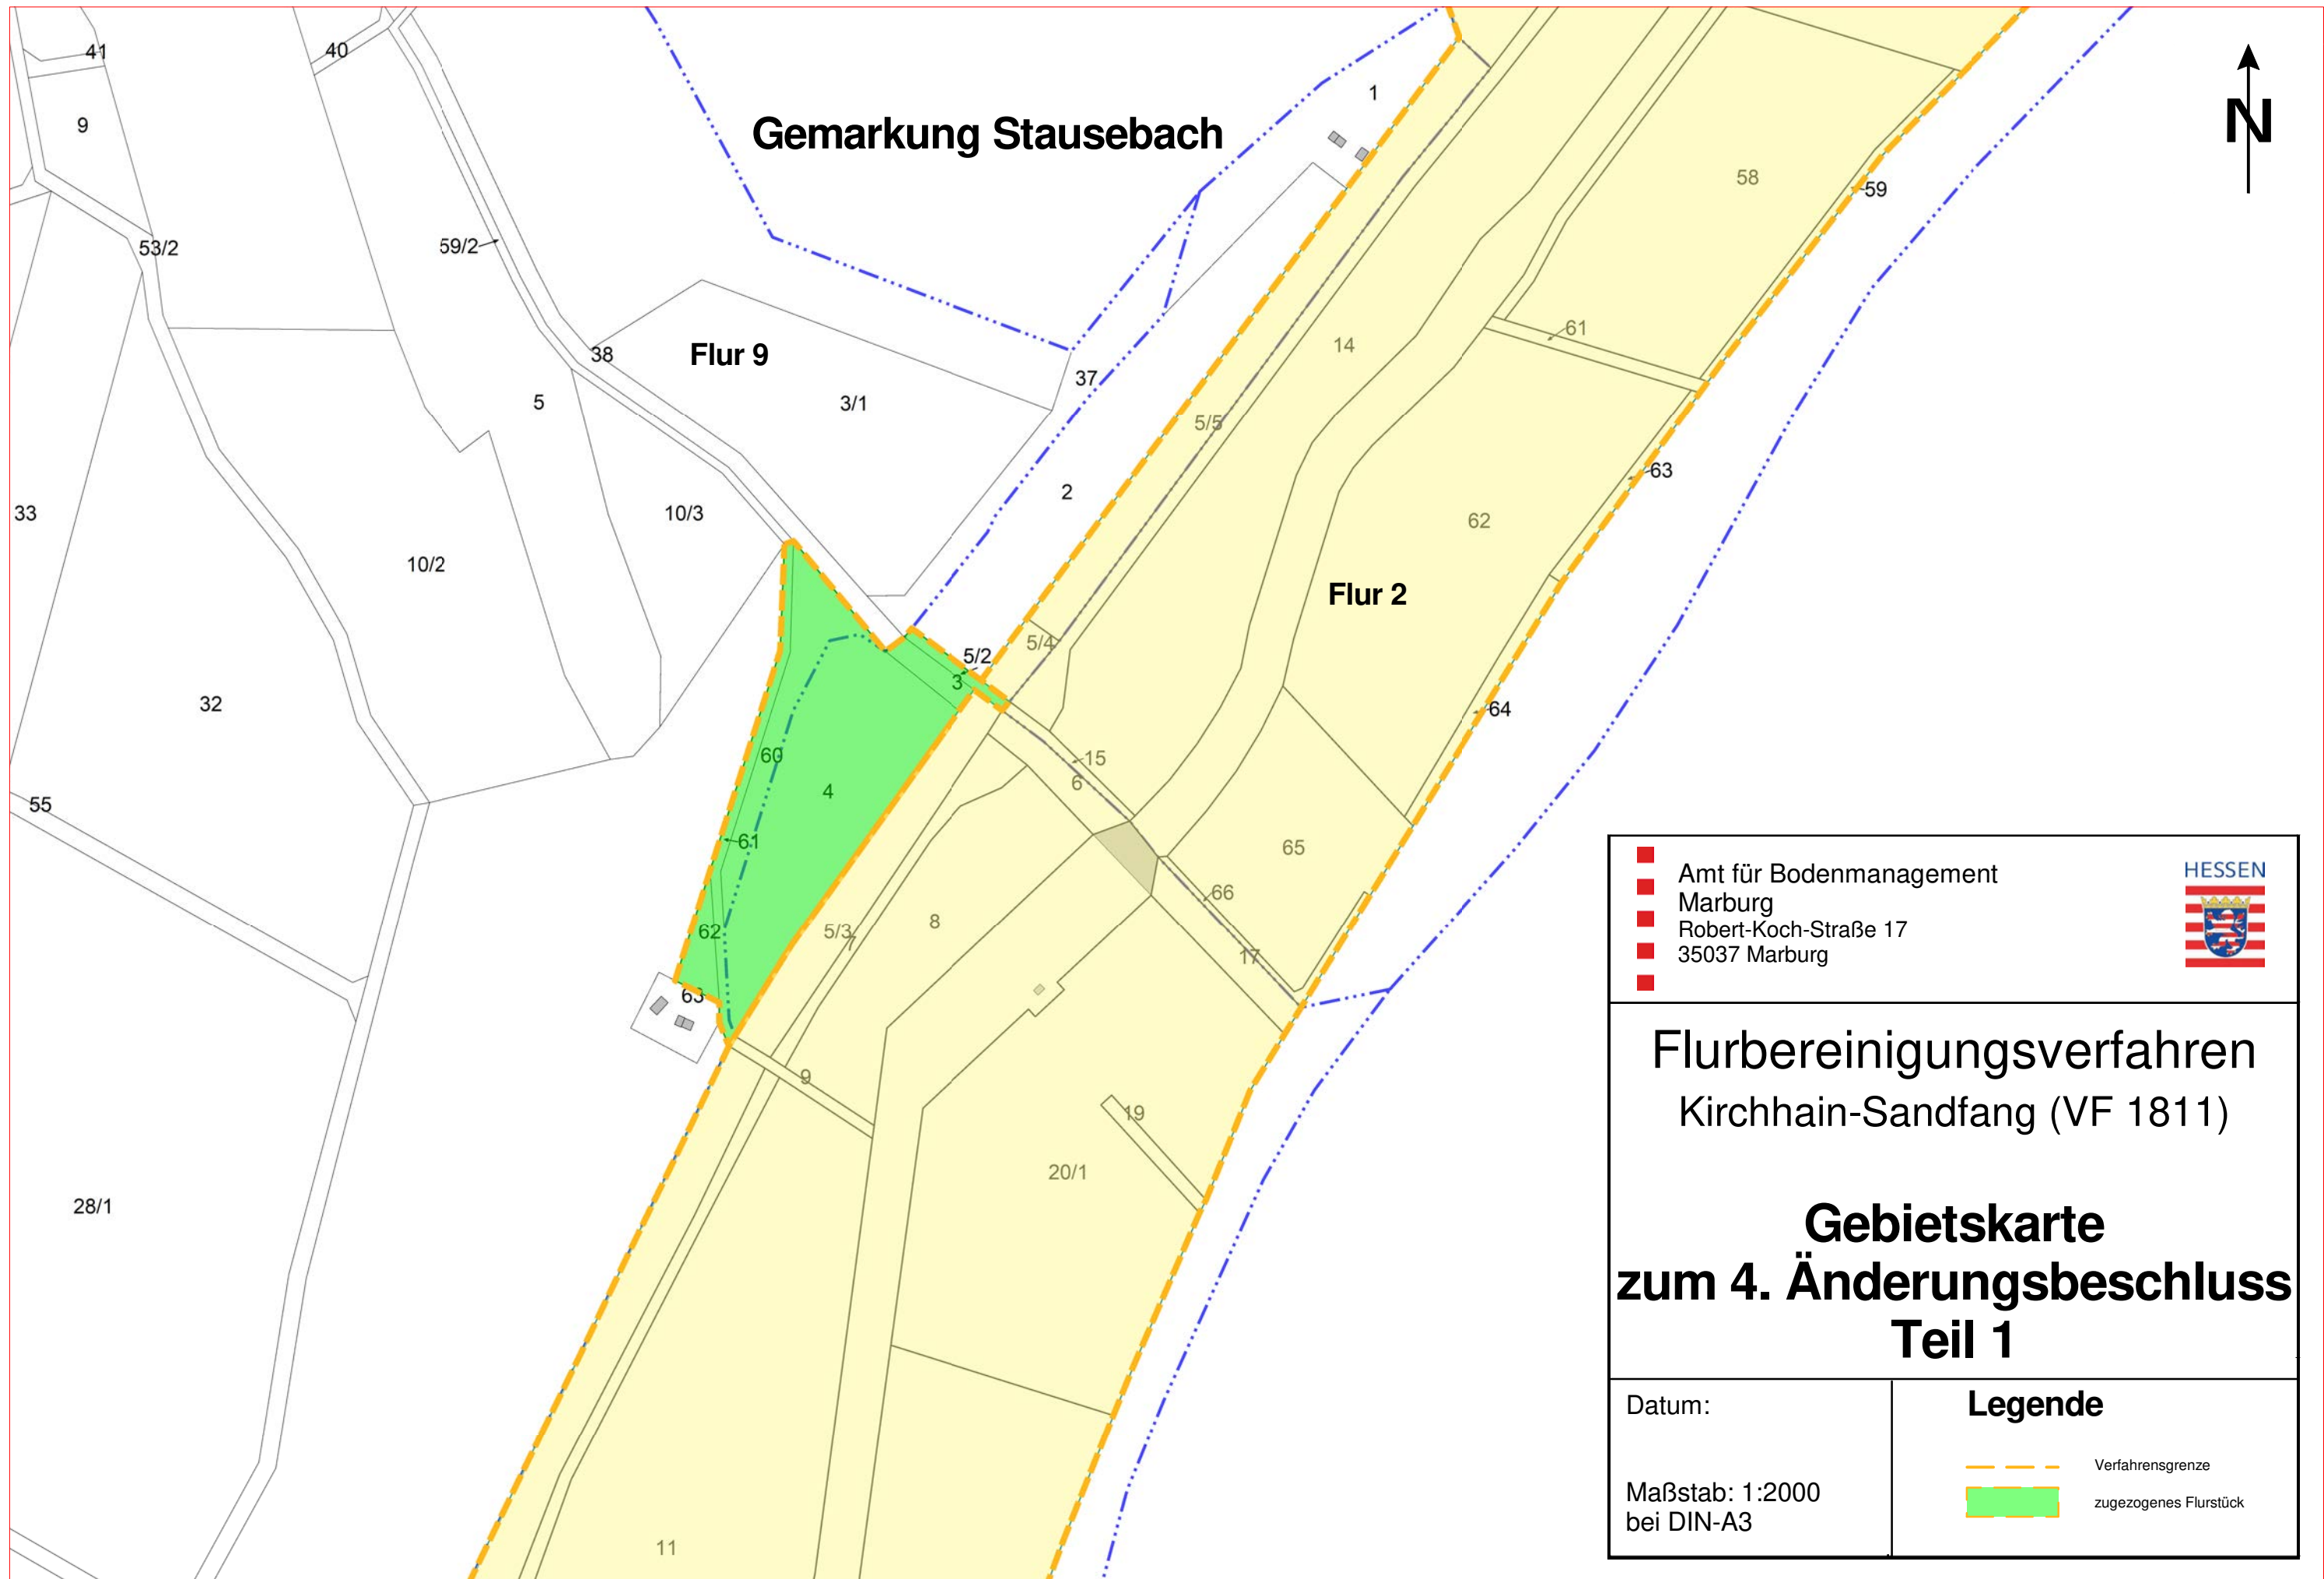 41
40
9
1
Gemarkung Stausebach
N
58
59
53/2
59/2
61
14
38
Flur 9
37
5
3/1
5/5
63
2
33
10/3
62
10/2
Flur 2
5/4
5/2
3
32
64
60
15
6
4
55
61
65
66
8
62
5/3
7
17
63
9
19
20/1
28/1
11
Amt für Bodenmanagement
Marburg
Robert-Koch-Straße 17
35037 Marburg
HESSEN
Flurbereinigungsverfahren
Kirchhain-Sandfang (VF 1811)
Gebietskarte
zum 4. Änderungsbeschluss
Teil 1
Datum:
Maßstab: 1:2000
bei DIN-A3
Legende
Verfahrensgrenze
zugezogenes Flurstück